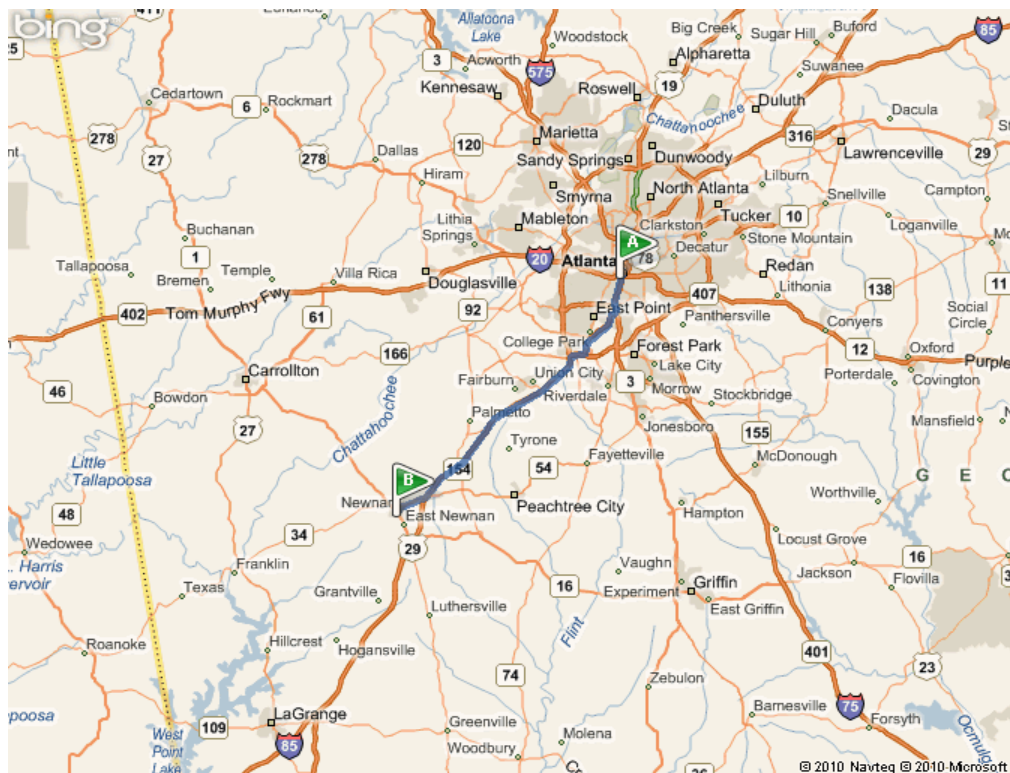 bing
411
Allatoona
Lake
Woodstock
Big Creek
Sugar Hill
Buford
85
25
3
Acworth
575
Alpharetta
Suwanee
Kennesaw
Roswell
19
Cedartown
6
Rockmart
Duluth
Dacula
Chattahoochee
278
Marietta
316
27
278
Dallas
120
Sandy Springs
Dunwoody
Lawrenceville
29
Hiram
Smyrna
North Atlanta
Lilburn
Snellville
Campton
Mableton
Tucker
10
Loganville
Lithia
Springs
Clarkston
Buchanan
A
Decatur
Stone Mountain
1
20
Atlanta
78
Tallapoosa
Temple
Villa Rica
Douglasville
Redan
Bremen
Lithonia
138
11
402
Tom Murphy Fwy
407
61
92
East Point
Panthersville
Social
Circle
Conyers
College Park
166
Forest Park
12
Oxford
Purple
46
Carrollton
Fairburn
Union City
Lake City
Porterdale
Covington
Bowdon
Riverdale
3
Morrow
Stockbridge
Chattahoochee
Palmetto
Mansfield
27
Jonesboro
155
Tyrone
Little
Tallapoosa
154
54
Fayetteville
McDonough
G E
B
Newnan
Peachtree City
Worthville
48
East Newnan
Hampton
34
29
Locust Grove
Wedowee
Harris
Franklin
Vaughn
16
Jackson
16
Flovilla
Texas
Grantville
Experiment
Griffin
Luthersville
East Griffin
Flint
Roanoke
Hillcrest
Hogansville
401
23
74
Zebulon
LaGrange
Barnesville
75
109
West
Point
Lake
85
Greenville
Forsyth
Woodbury
Molena
© 2010 Navteq © 2010 Microsoft